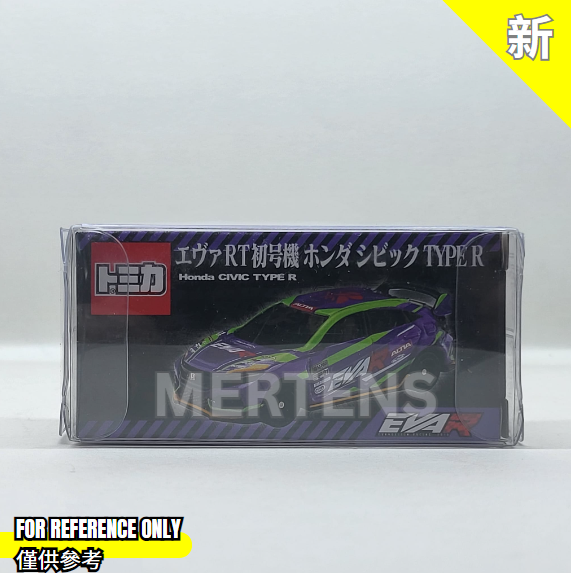 新
エヴァRT初号機 ホンダ シビック TYPE R
トミカ
Honda CIVIC TYPE R
EVA R
MERTENS
EVAR
FOR REFERENCE ONLY
僅供參考